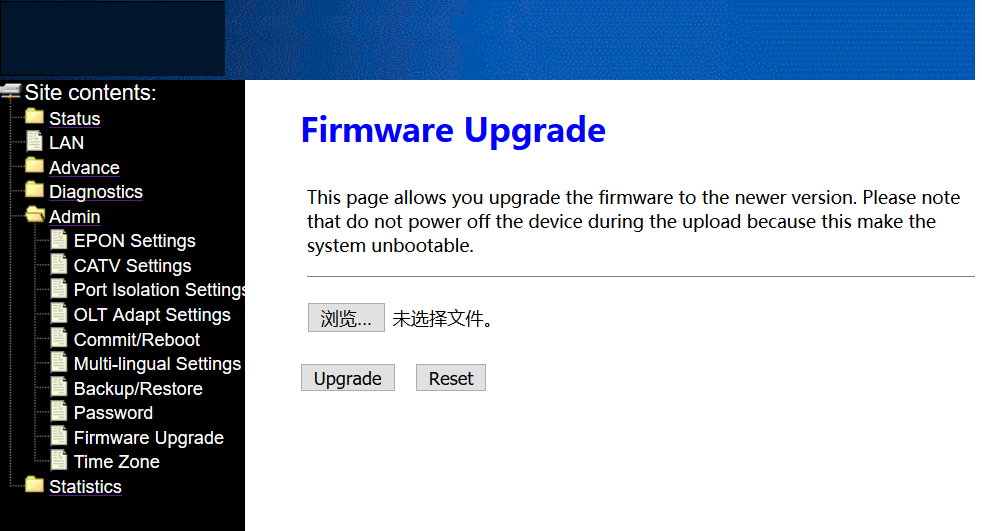 Site contents:
Status
LAN
Advance
Diagnostics
Admin
EPON Settings
CATV Settings
Port Isolation Settings
OLT Adapt Settings
Commit/Reboot
Multi-lingual Settings
Backup/Restore
Password
Firmware Upgrade
Time Zone
Statistics
Firmware Upgrade
This page allows you upgrade the firmware to the newer version. Please note
that do not power off the device during the upload because this make the
system unbootable.
浏览... 未选择文件。
Upgrade Reset